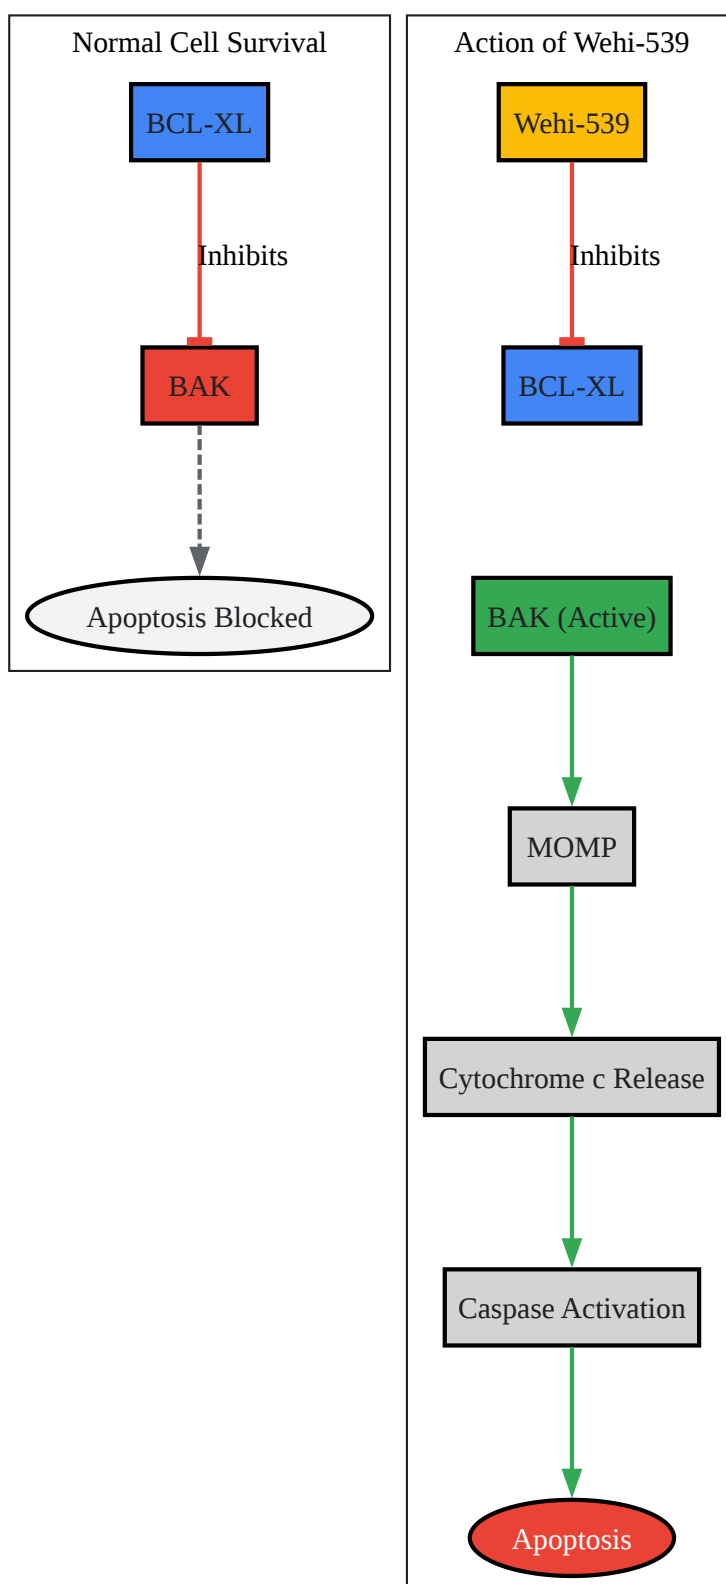 Normal Cell Survival
BCL-XL
Inhibits
BAK
Apoptosis Blocked
Action of Wehi-539
Wehi-539
Inhibits
BCL-XL
BAK (Active)
MOMP
Cytochrome c Release
Caspase Activation
Apoptosis